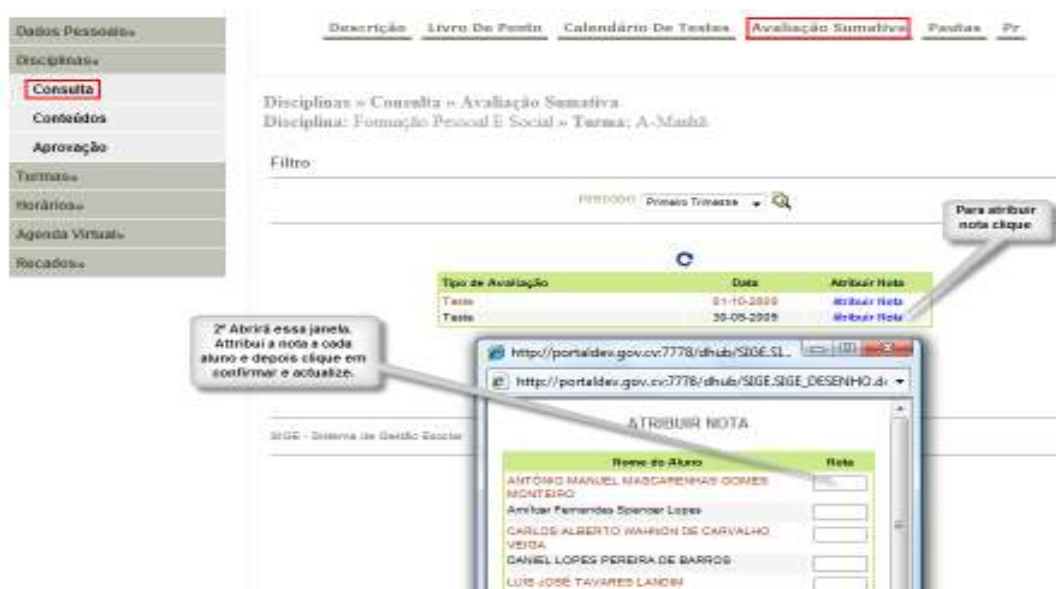 Dados Pessoais»
Disciplinas»
Consulta
Conteúdos
Aprovação
Turmas»
Horários»
Agenda Virtual»
Recados»
Descrição Livro De Ponto Calendário De Testes Avaliação Sumativa Pautas Pr
Disciplinas » Consulta » Avaliação Sumativa
Disciplina: Formação Pessoal E Social » Turma: A-Manhã
Filtro
PERÍODO Primeiro Trimestre
Para atribuir
nota clique
Tipo de Avaliação Data Atribuir Nota
Teste 01-10-2009 Atribuir Nota
Teste 30-09-2009 Atribuir Nota
2º Abrirá essa janela.
Attribui a nota a cada
aluno e depois clique em
confirmar e actualize.
http://portaldev.gov.cv:7778/dhub/SIGE.SI...
http://portaldev.gov.cv:7778/dhub/SIGE.SIGE_DESENHO.de
SIGE - Sistema de Gestão Escolar
ATRIBUIR NOTA
Nome do Aluno Nota
ANTÓNIO MANUEL MASCARENHAS GOMES
MONTEIRO
Amílcar Fernandes Spencer Lopes
CARLOS ALBERTO WAHNON DE CARVALHO
VEIGA
DANIEL LOPES PEREIRA DE BARROS
LUÍS JOSÉ TAVARES LANDIM